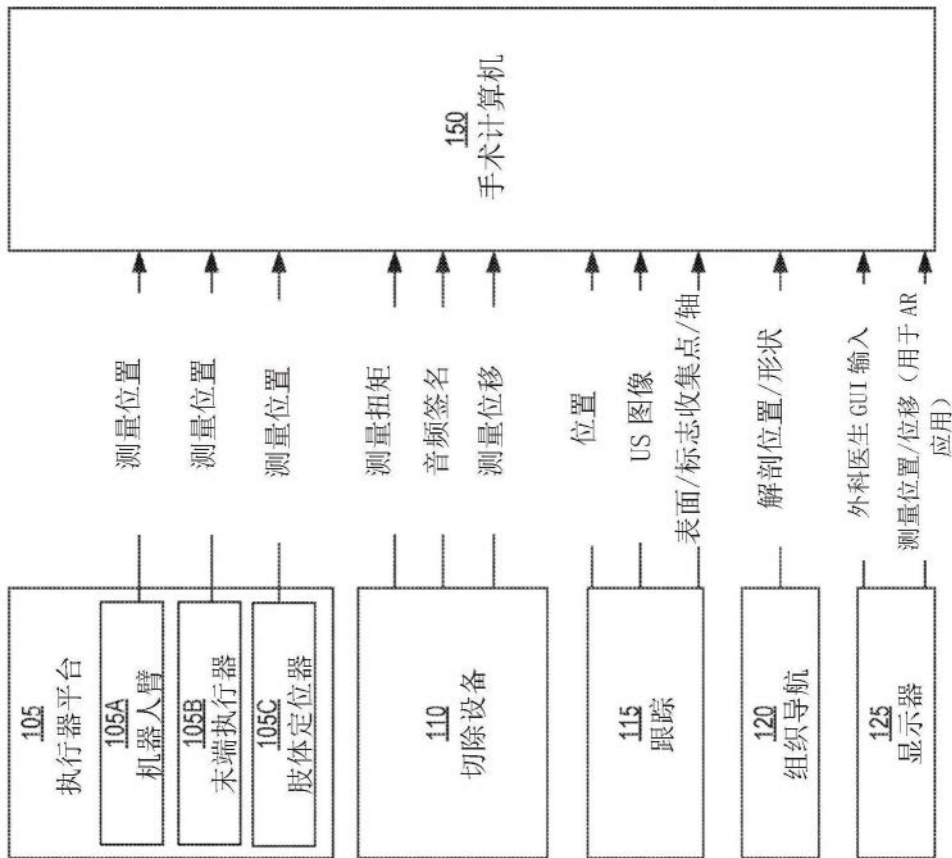 105
执行器平台
105A
机器人臂
105B
末端执行器
105C
肢体定位器
测量位置
测量位置
测量位置
110
切除设备
测量扭矩
音频签名
测量位移
115
跟踪
位置
US 图像
表面/标志收集点/轴
120
组织导航
解剖位置/形状
125
显示器
外科医生 GUI 输入
测量位置/位移（用于 AR
应用）
150
手术计算机